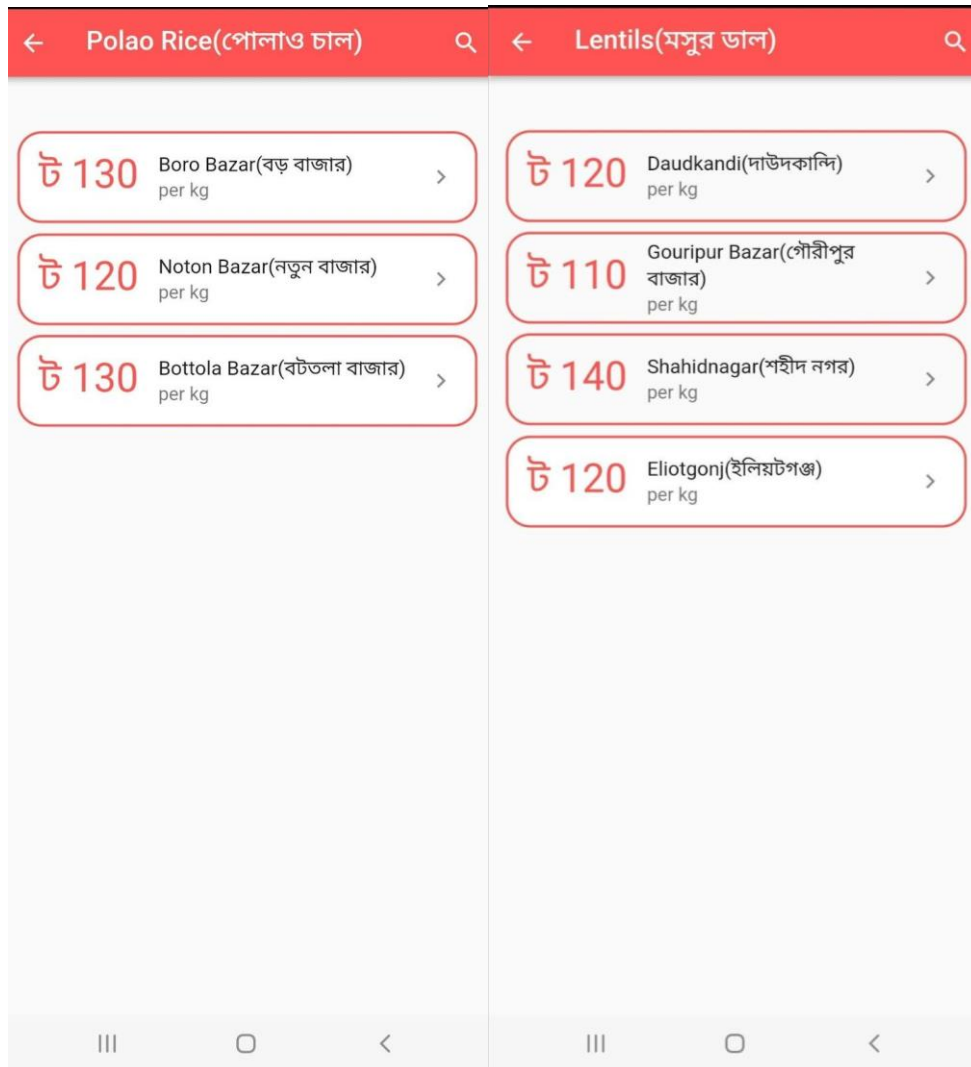 Polao Rice(পোলাও চাল)
ট 130
Boro Bazar(বড় বাজার)
per kg
ট 120
Noton Bazar(নতুন বাজার)
per kg
ট 130
Bottola Bazar(বটতলা বাজার)
per kg
Lentils(মসুর ডাল)
ট 120
Daudkandi(দাউদকান্দি)
per kg
ট 110
Gouripur Bazar(গৌরীপুর
বাজার)
per kg
ট 140
Shahidnagar(শহীদ নগর)
per kg
ট 120
Eliotgonj(ইলিয়টগঞ্জ)
per kg